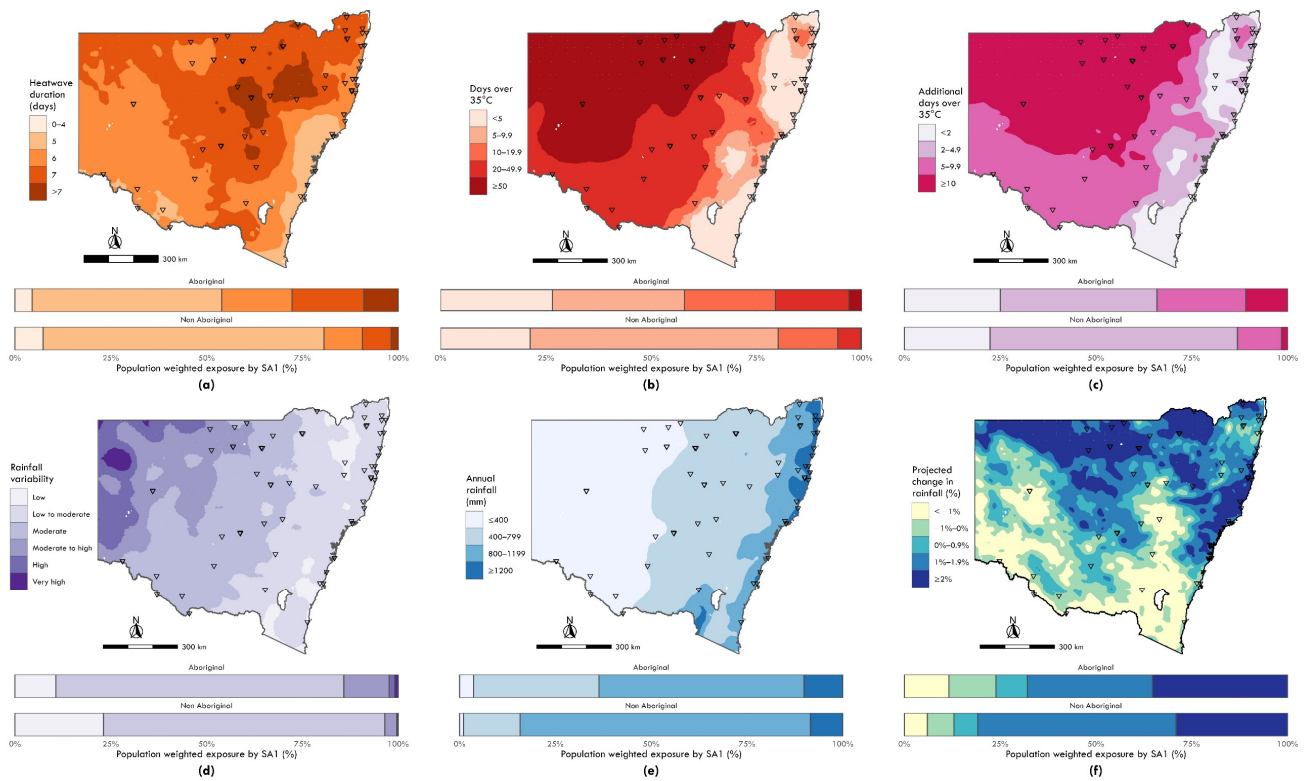 Heatwave
duration
(days)
0–4
5
6
7
>7
N
300 km
Aboriginal
Non Aboriginal
0% 25% 50% 75% 100%
Population weighted exposure by SA1 (%)
(a)
Days over
35°C
<5
5–9.9
10–19.9
20–49.9
≥50
N
300 km
Aboriginal
Non Aboriginal
0% 25% 50% 75% 100%
Population weighted exposure by SA1 (%)
(b)
Additional
days over
35°C
<2
2–4.9
5–9.9
≥10
N
300 km
Aboriginal
Non Aboriginal
0% 25% 50% 75% 100%
Population weighted exposure by SA1 (%)
(c)
Rainfall
variability
Low
Low to moderate
Moderate
Moderate to high
High
Very high
N
300 km
Aboriginal
Non Aboriginal
0% 25% 50% 75% 100%
Population weighted exposure by SA1 (%)
(d)
Annual
rainfall
(mm)
≤400
400–799
800–1199
≥1200
N
300 km
Aboriginal
Non Aboriginal
0% 25% 50% 75% 100%
Population weighted exposure by SA1 (%)
(e)
Projected
change in
rainfall (%)
< –1%
–1%–0%
0%–0.9%
1%–1.9%
≥2%
N
300 km
Aboriginal
Non Aboriginal
0% 25% 50% 75% 100%
Population weighted exposure by SA1 (%)
(f)